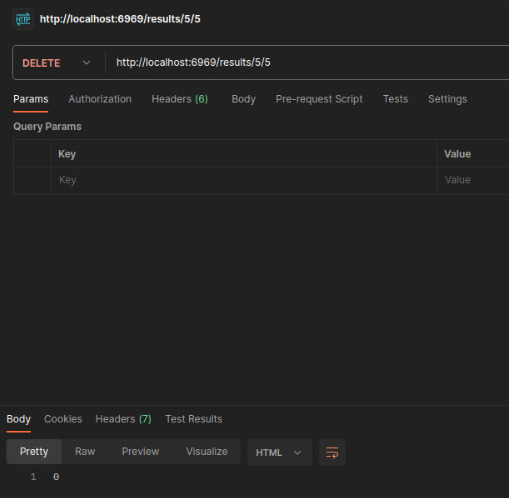 HTTP http://localhost:6969/results/5/5
DELETE http://localhost:6969/results/5/5
Params Authorization Headers (6) Body Pre-request Script Tests Settings
Query Params
Key Value
Key Value
Body Cookies Headers (7) Test Results
Pretty Raw Preview Visualize HTML
1 0